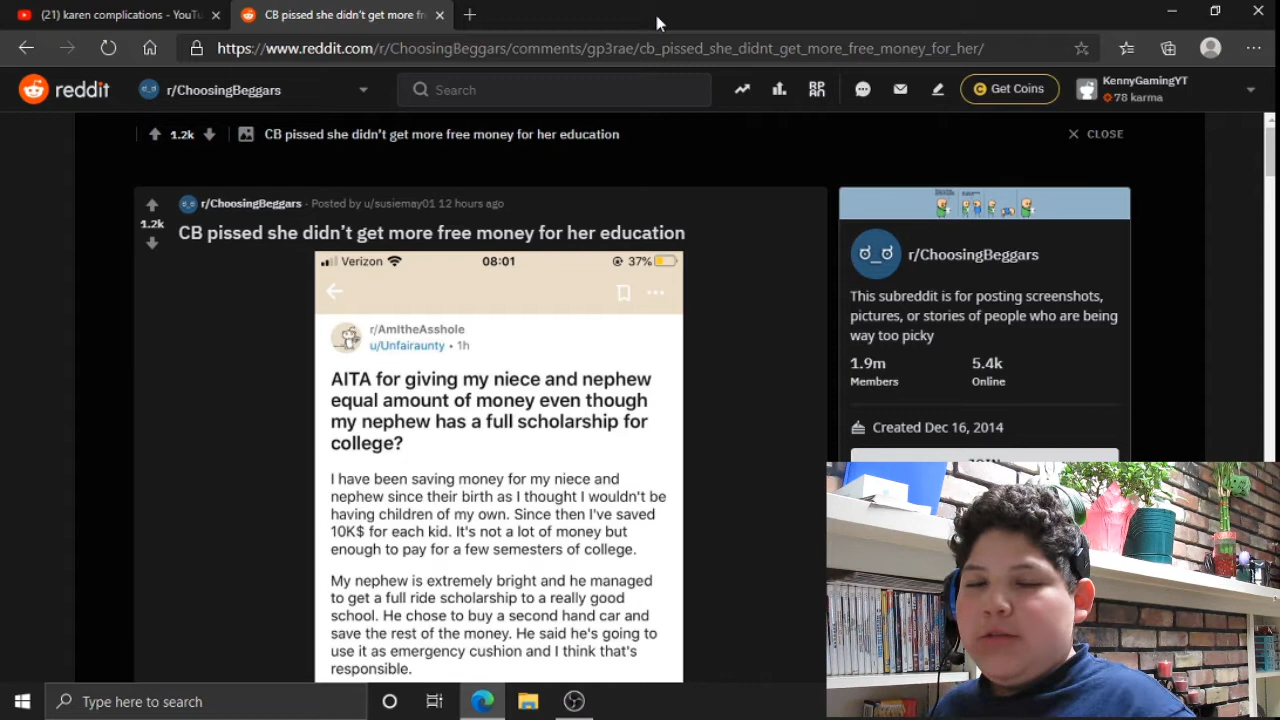 (21) karen complications - YouTu
CB pissed she didn't get more fr
https://www.reddit.com/r/ChoosingBeggars/comments/gp3rae/cb_pissed_she_didnt_get_more_free_money_for_her/
reddit
r/ChoosingBeggars
Search
Get Coins
KennyGamingYT
78 karma
1.2k
CB pissed she didn't get more free money for her education
CLOSE
r/ChoosingBeggars · Posted by u/susiemay01 12 hours ago
1.2k
CB pissed she didn't get more free money for her education
Verizon
08:01
37%
r/AmItheAsshole
u/Unfairaunty • 1h
AITA for giving my niece and nephew
equal amount of money even though
my nephew has a full scholarship for
college?
I have been saving money for my niece and
nephew since their birth as I thought I wouldn't be
having children of my own. Since then I've saved
10K$ for each kid. It's not a lot of money but
enough to pay for a few semesters of college.
My nephew is extremely bright and he managed
to get a full ride scholarship to a really good
school. He chose to buy a second hand car and
save the rest of the money. He said he's going to
use it as emergency cushion and I think that's
responsible.
r/ChoosingBeggars
This subreddit is for posting screenshots,
pictures, or stories of people who are being
way too picky
1.9m
5.4k
Members
Online
Created Dec 16, 2014
JOIN
Type here to search